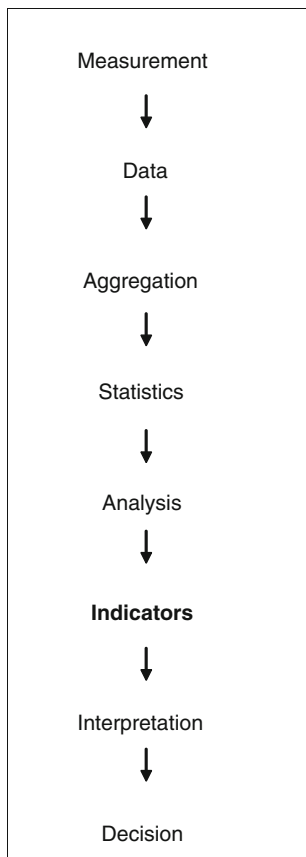 Measurement
Data
Aggregation
Statistics
Analysis
Indicators
Interpretation
Decision